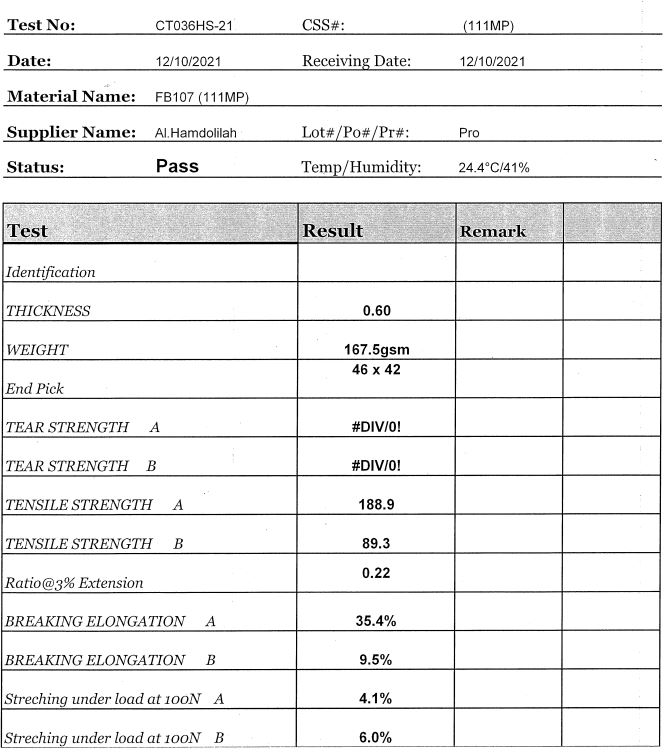 Test No: CT036HS-21 CSS#: (111MP)
Date: 12/10/2021 Receiving Date: 12/10/2021
Material Name: FB107 (111MP)
Supplier Name: Al.Hamdolilah Lot#/Po#/Pr#: Pro
Status: Pass Temp/Humidity: 24.4°C/41%
Test Result Remark
Identification
THICKNESS 0.60
WEIGHT 167.5gsm
End Pick 46 x 42
TEAR STRENGTH A #DIV/0!
TEAR STRENGTH B #DIV/0!
TENSILE STRENGTH A 188.9
TENSILE STRENGTH B 89.3
Ratio@3% Extension 0.22
BREAKING ELONGATION A 35.4%
BREAKING ELONGATION B 9.5%
Streching under load at 100N A 4.1%
Streching under load at 100N B 6.0%